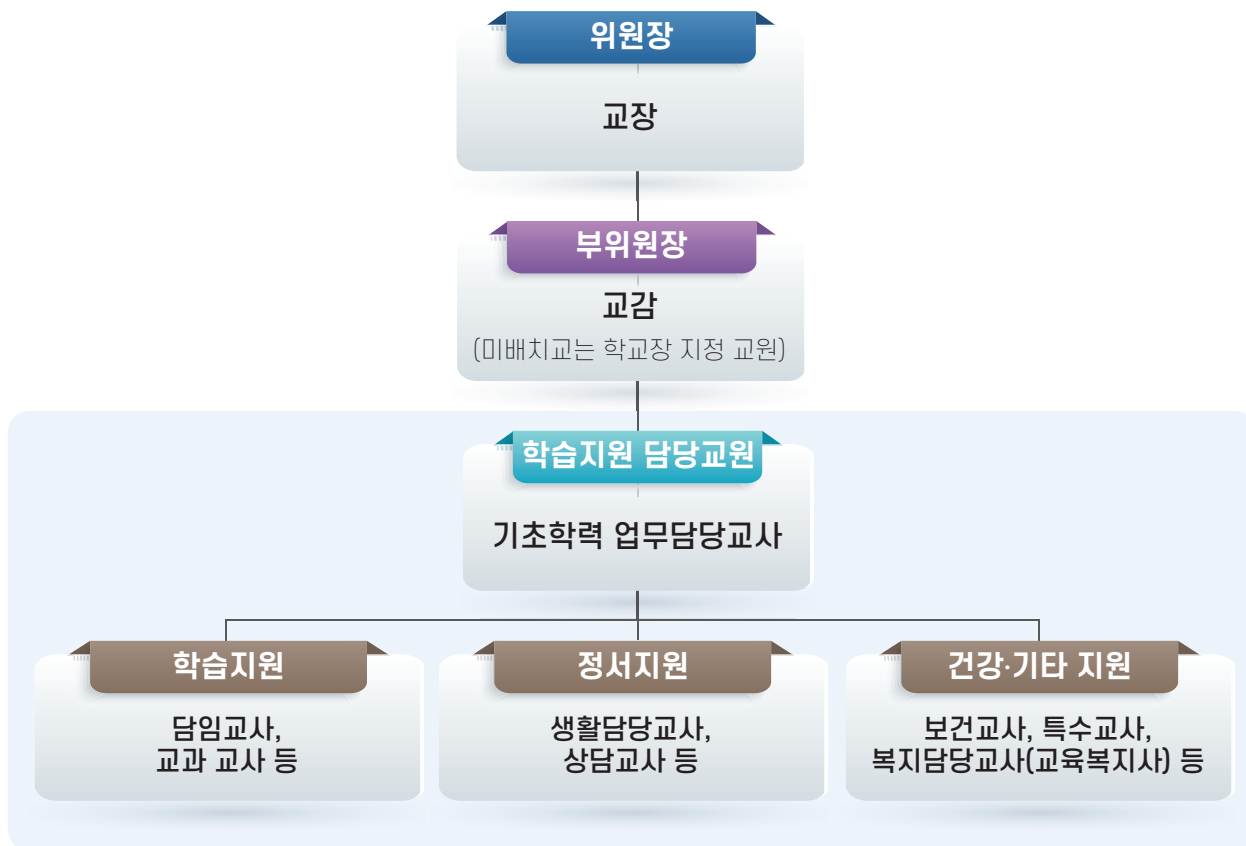 위원장
교장
부위원장
교감
(미배치교는 학교장 지정 교원)
학습지원 담당교원
기초학력 업무담당교사
학습지원
담임교사,
교과 교사 등
정서지원
생활담당교사,
상담교사 등
건강·기타 지원
보건교사, 특수교사,
복지담당교사(교육복지사) 등